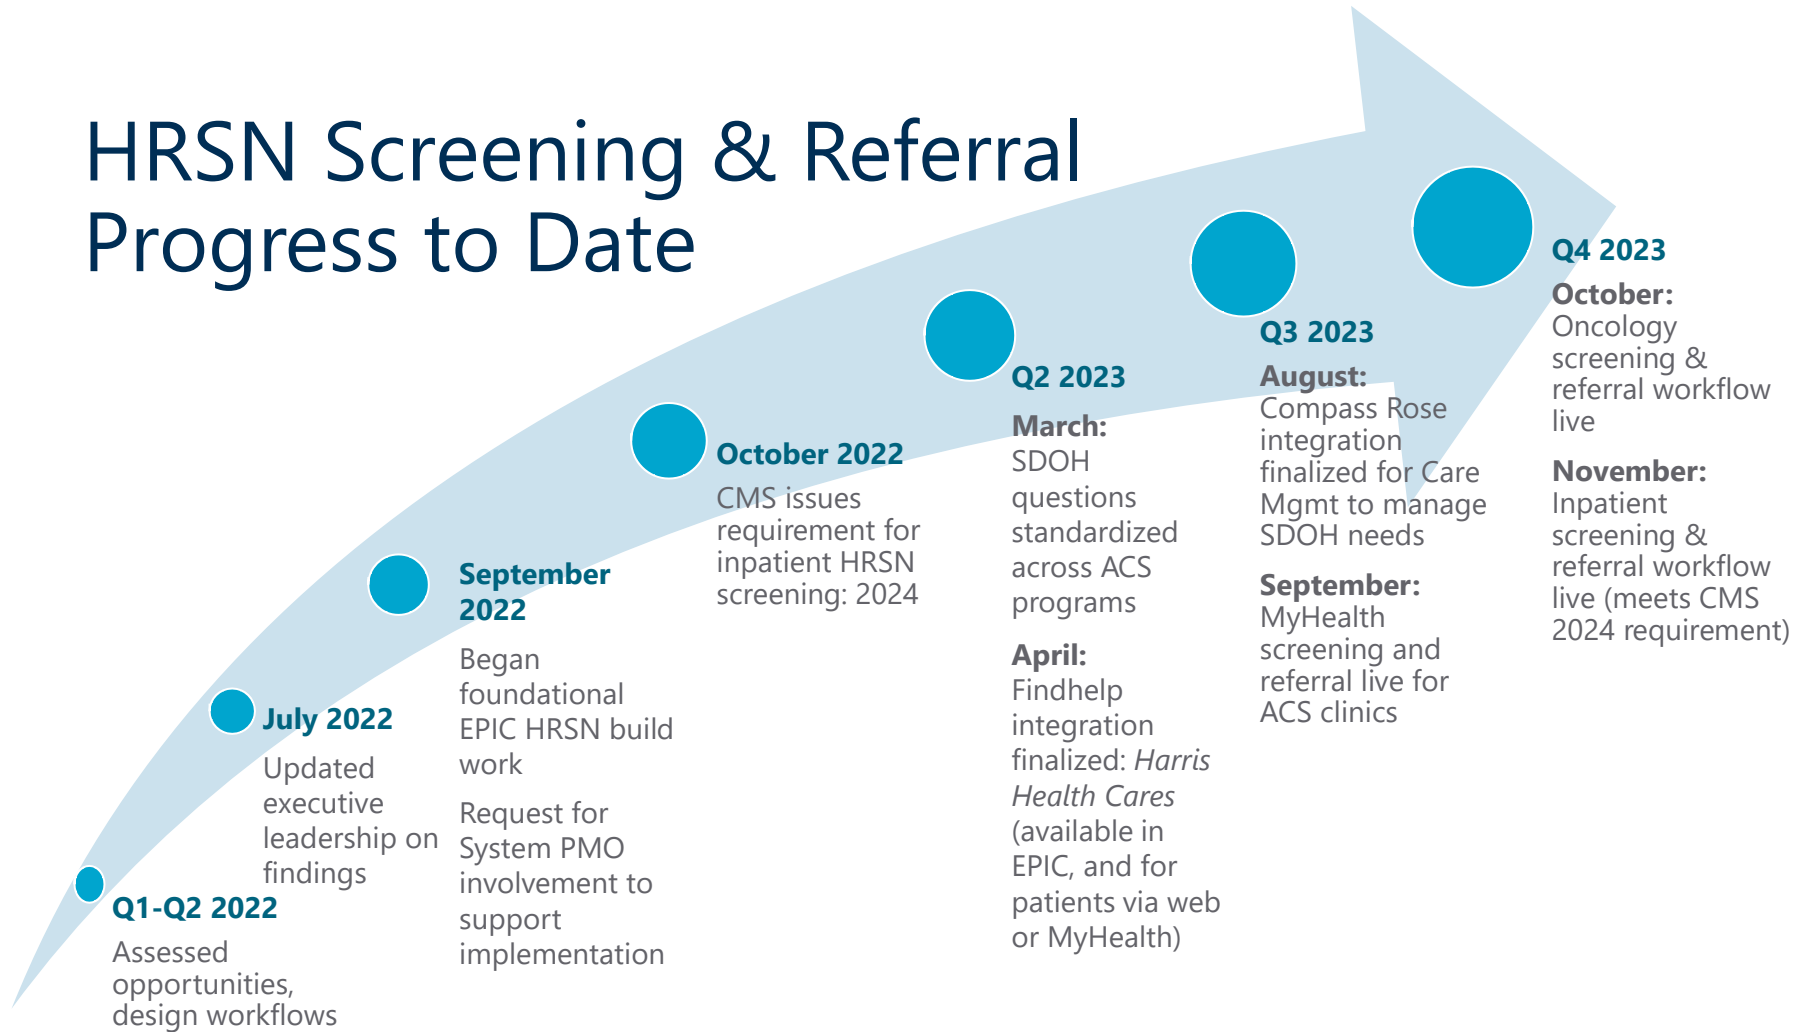 HRSN Screening & Referral
Progress to Date
Q1-Q2 2022
Assessed
opportunities,
design workflows
July 2022
Updated
executive
leadership on
findings
September
2022
Began
foundational
EPIC HRSN build
work
Request for
System PMO
involvement to
support
implementation
October 2022
CMS issues
requirement for
inpatient HRSN
screening: 2024
Q2 2023
March:
SDOH
questions
standardized
across ACS
programs
April:
Findhelp
integration
finalized: Harris
Health Cares
(available in
EPIC, and for
patients via web
or MyHealth)
Q3 2023
August:
Compass Rose
integration
finalized for Care
Mgmt to manage
SDOH needs
September:
MyHealth
screening and
referral live for
ACS clinics
Q4 2023
October:
Oncology
screening &
referral workflow
live
November:
Inpatient
screening &
referral workflow
live (meets CMS
2024 requirement)